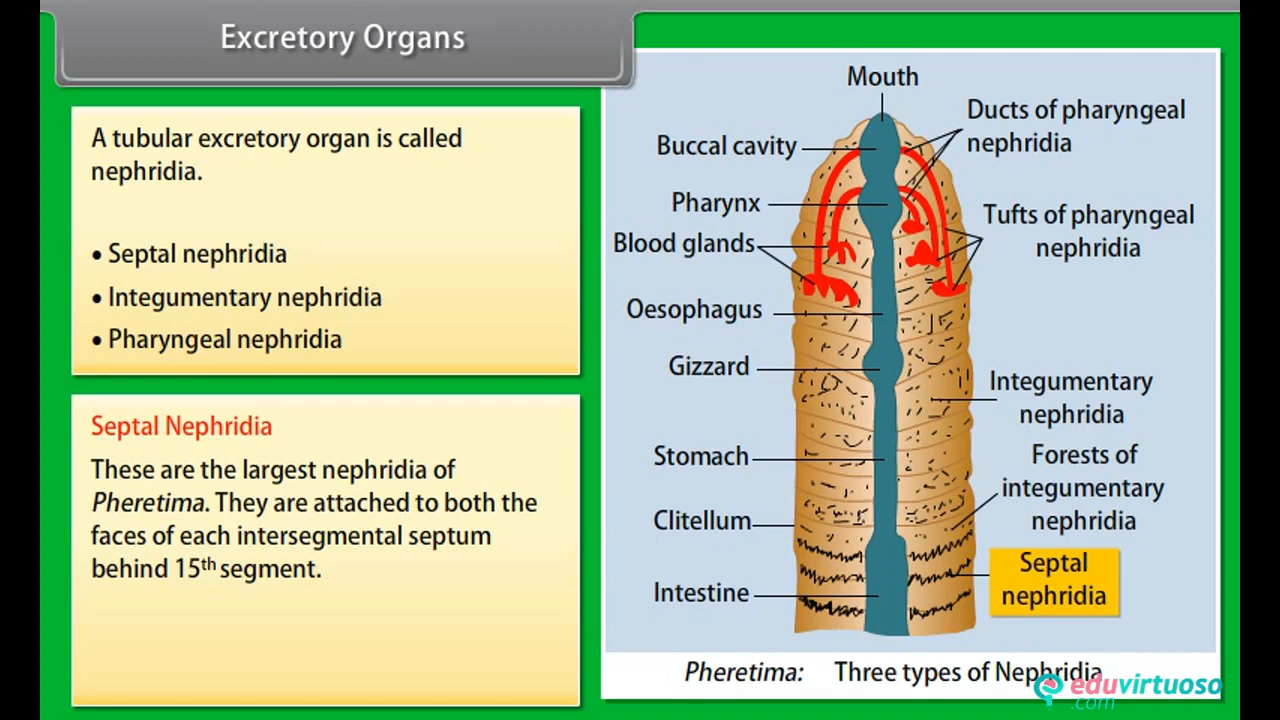 Excretory Organs
A tubular excretory organ is called
nephridia.
• Septal nephridia
• Integumentary nephridia
• Pharyngeal nephridia
Septal Nephridia
These are the largest nephridia of
Pheretima. They are attached to both the
faces of each intersegmental septum
behind 15th segment.
Mouth
Buccal cavity
Pharynx
Blood glands
Oesophagus
Gizzard
Stomach
Clitellum
Intestine
Ducts of pharyngeal
nephridia
Tufts of pharyngeal
nephridia
Integumentary
nephridia
Forests of
integumentary
nephridia
Septal
nephridia
Pheretima: Three types of Nephridia
eduvirtuoso
.com